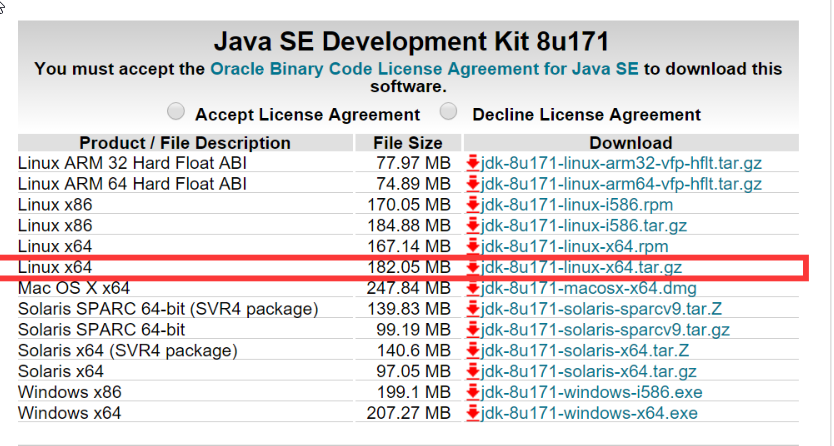 Java SE Development Kit 8u171
You must accept the Oracle Binary Code License Agreement for Java SE to download this
software.
Accept License Agreement Decline License Agreement
Product / File Description File Size Download
Linux ARM 32 Hard Float ABI 77.97 MB jdk-8u171-linux-arm32-vfp-hflt.tar.gz
Linux ARM 64 Hard Float ABI 74.89 MB jdk-8u171-linux-arm64-vfp-hflt.tar.gz
Linux x86 170.05 MB jdk-8u171-linux-i586.rpm
Linux x86 184.88 MB jdk-8u171-linux-i586.tar.gz
Linux x64 167.14 MB jdk-8u171-linux-x64.rpm
Linux x64 182.05 MB jdk-8u171-linux-x64.tar.gz
Mac OS X x64 247.84 MB jdk-8u171-macosx-x64.dmg
Solaris SPARC 64-bit (SVR4 package) 139.83 MB jdk-8u171-solaris-sparcv9.tar.Z
Solaris SPARC 64-bit 99.19 MB jdk-8u171-solaris-sparcv9.tar.gz
Solaris x64 (SVR4 package) 140.6 MB jdk-8u171-solaris-x64.tar.Z
Solaris x64 97.05 MB jdk-8u171-solaris-x64.tar.gz
Windows x86 199.1 MB jdk-8u171-windows-i586.exe
Windows x64 207.27 MB jdk-8u171-windows-x64.exe